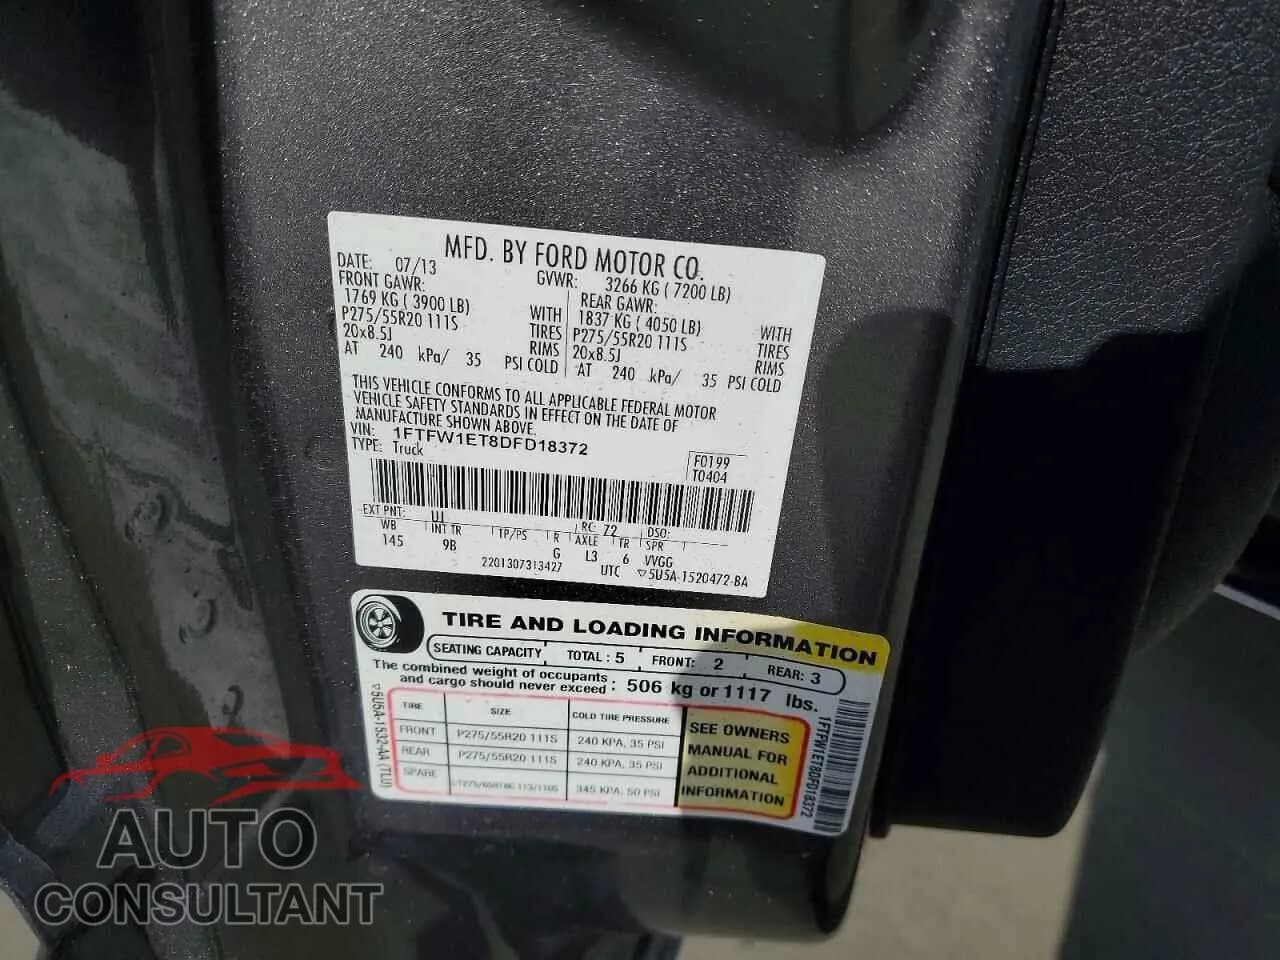 MFD. BY FORD MOTOR CO.
DATE: 07/13 GVWR: 3266 KG ( 7200 LB)
FRONT GAWR: REAR GAWR:
1769 KG ( 3900 LB) WITH 1837 KG ( 4050 LB) WITH
P275/55R20 111S TIRES P275/55R20 111S TIRES
20x8.5J RIMS 20x8.5J RIMS
AT 240 kPa/ 35 PSI COLD AT 240 kPa/ 35 PSI COLD
THIS VEHICLE CONFORMS TO ALL APPLICABLE FEDERAL MOTOR
VEHICLE SAFETY STANDARDS IN EFFECT ON THE DATE OF
MANUFACTURE SHOWN ABOVE.
VIN: 1FTFW1ET8DFD18372
TYPE: Truck
F0199
T0404
EXT PNT: UJ RC: 72 DSO:
WB INT TR TP/PS R AXLE TR SPR
145 9B G L3 6 VVGG
2201307313427 UTC ▽5U5A-1520472-BA
TIRE AND LOADING INFORMATION
SEATING CAPACITY TOTAL : 5 FRONT: 2 REAR: 3
The combined weight of occupants
and cargo should never exceed : 506 kg or 1117 lbs.
TIRE SIZE COLD TIRE PRESSURE
FRONT P275/55R20 111S 240 KPA, 35 PSI
REAR P275/55R20 111S 240 KPA, 35 PSI
SPARE 345 KPA, 50 PSI
SEE OWNERS
MANUAL FOR
ADDITIONAL
INFORMATION
▽5U5A-1532-4A (TLU)
1FTFW1ET8DFD18372
AUTO
CONSULTANT